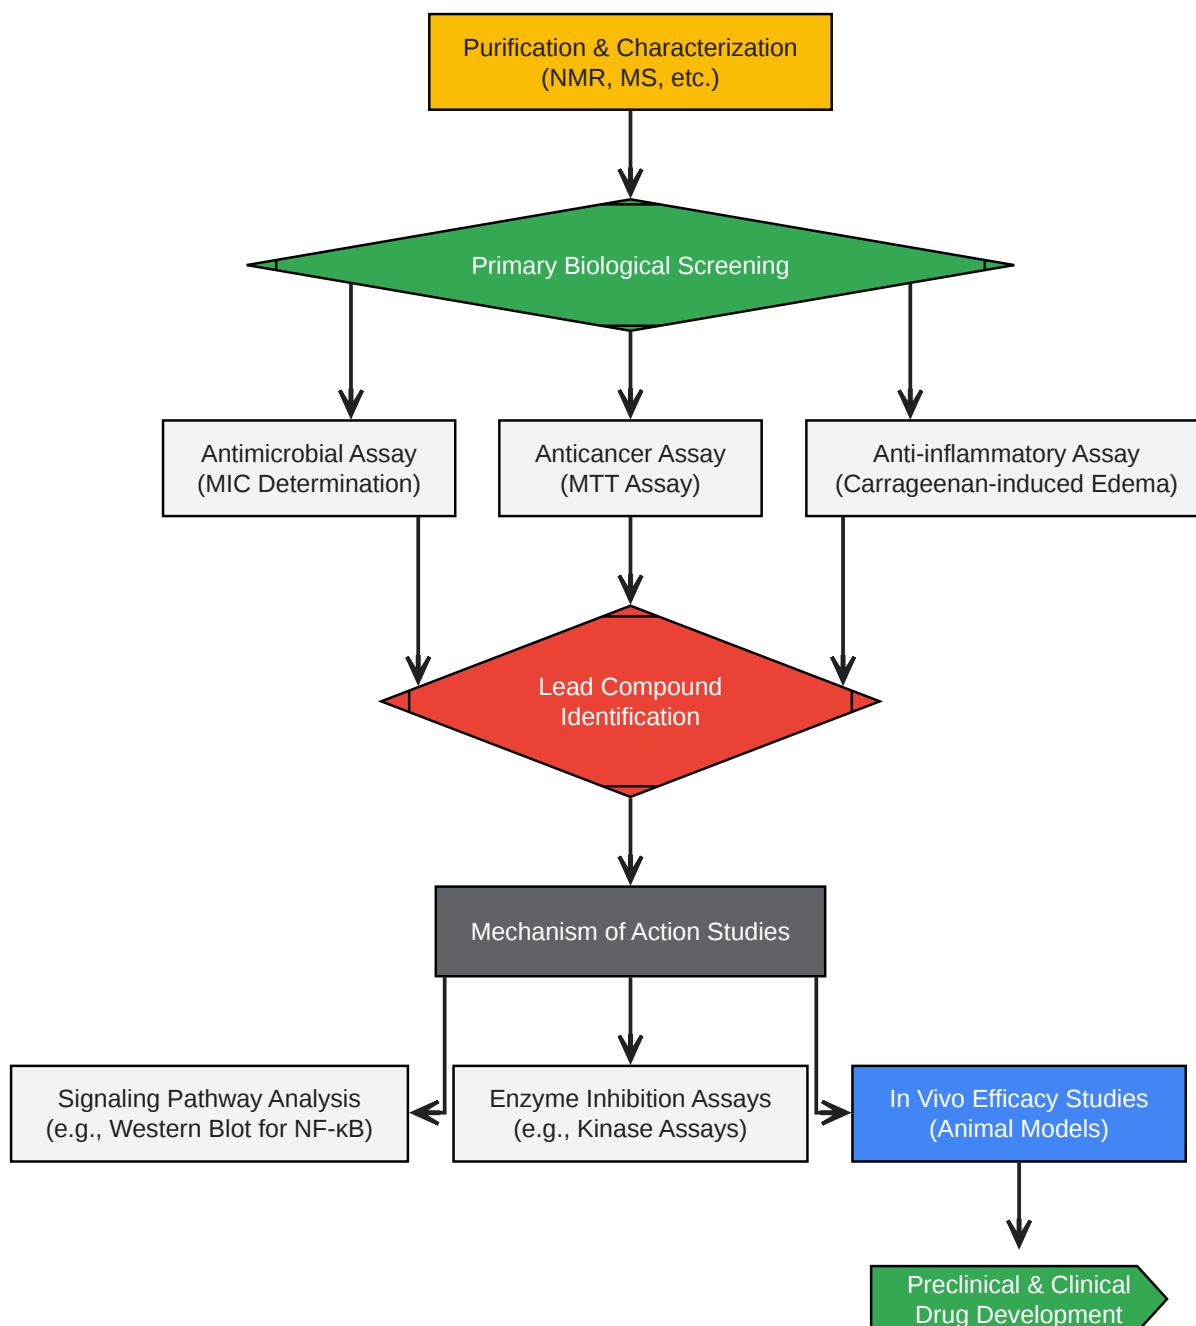 Purification & Characterization
(NMR, MS, etc.)
Primary Biological Screening
Antimicrobial Assay
(MIC Determination)
Anticancer Assay
(MTT Assay)
Anti-inflammatory Assay
(Carrageenan-induced Edema)
Lead Compound
Identification
Mechanism of Action Studies
Signaling Pathway Analysis
(e.g., Western Blot for NF-κB)
Enzyme Inhibition Assays
(e.g., Kinase Assays)
In Vivo Efficacy Studies
(Animal Models)
Preclinical & Clinical
Drug Development